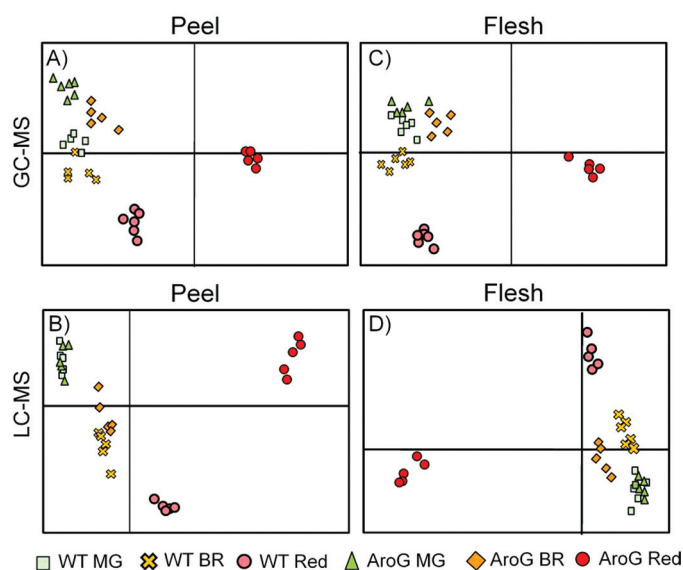 Peel Flesh
A) C)
GC-MS
Peel Flesh
B) D)
LC-MS
WT MG WT BR WT Red AroG MG AroG BR AroG Red